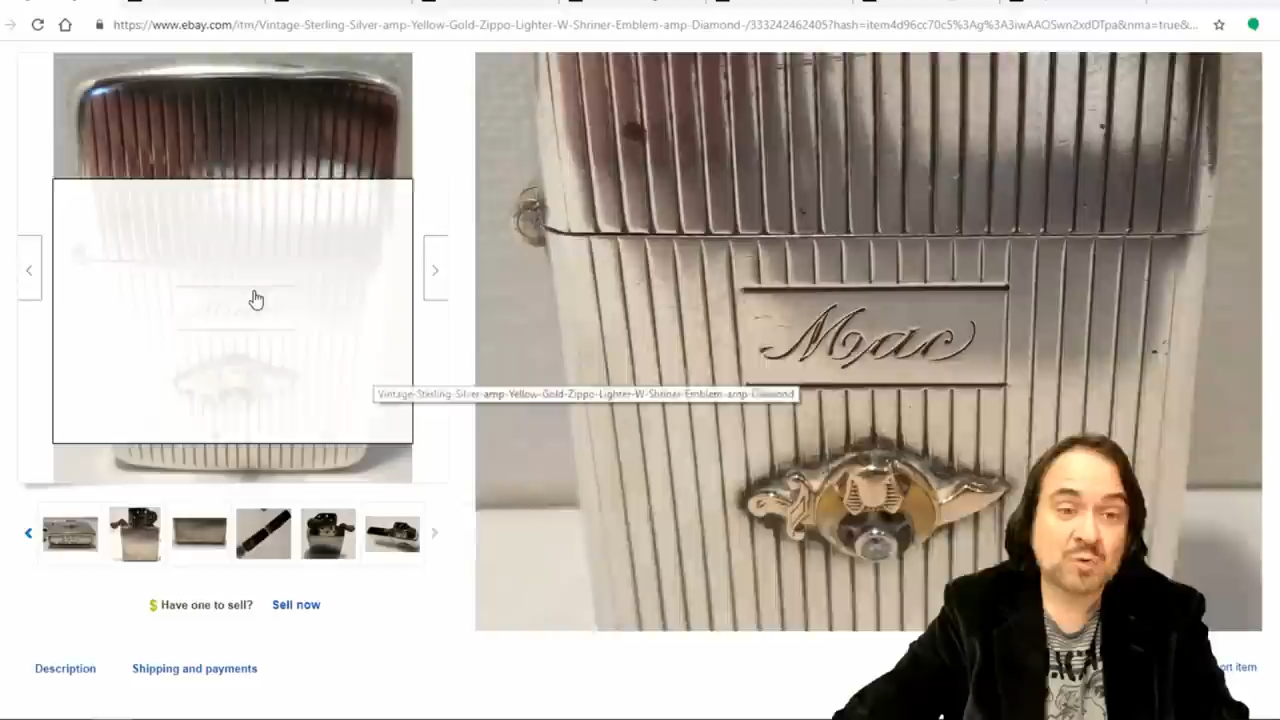 https://www.ebay.com/itm/Vintage-Sterling-Silver-amp-Yellow-Gold-Zippo-Lighter-W-Shriner-Emblem-amp-Diamond-/333242462405?hash=item4d96cc70c5%3Ag%3A3iwAAOSwn2xdDTpa&nma=true&...
Mac
Vintage-Sterling-Silver-amp-Yellow-Gold-Zippo-Lighter-W-Shriner-Emblem-amp-Diamond
$ Have one to sell? Sell now
Description Shipping and payments
ort item